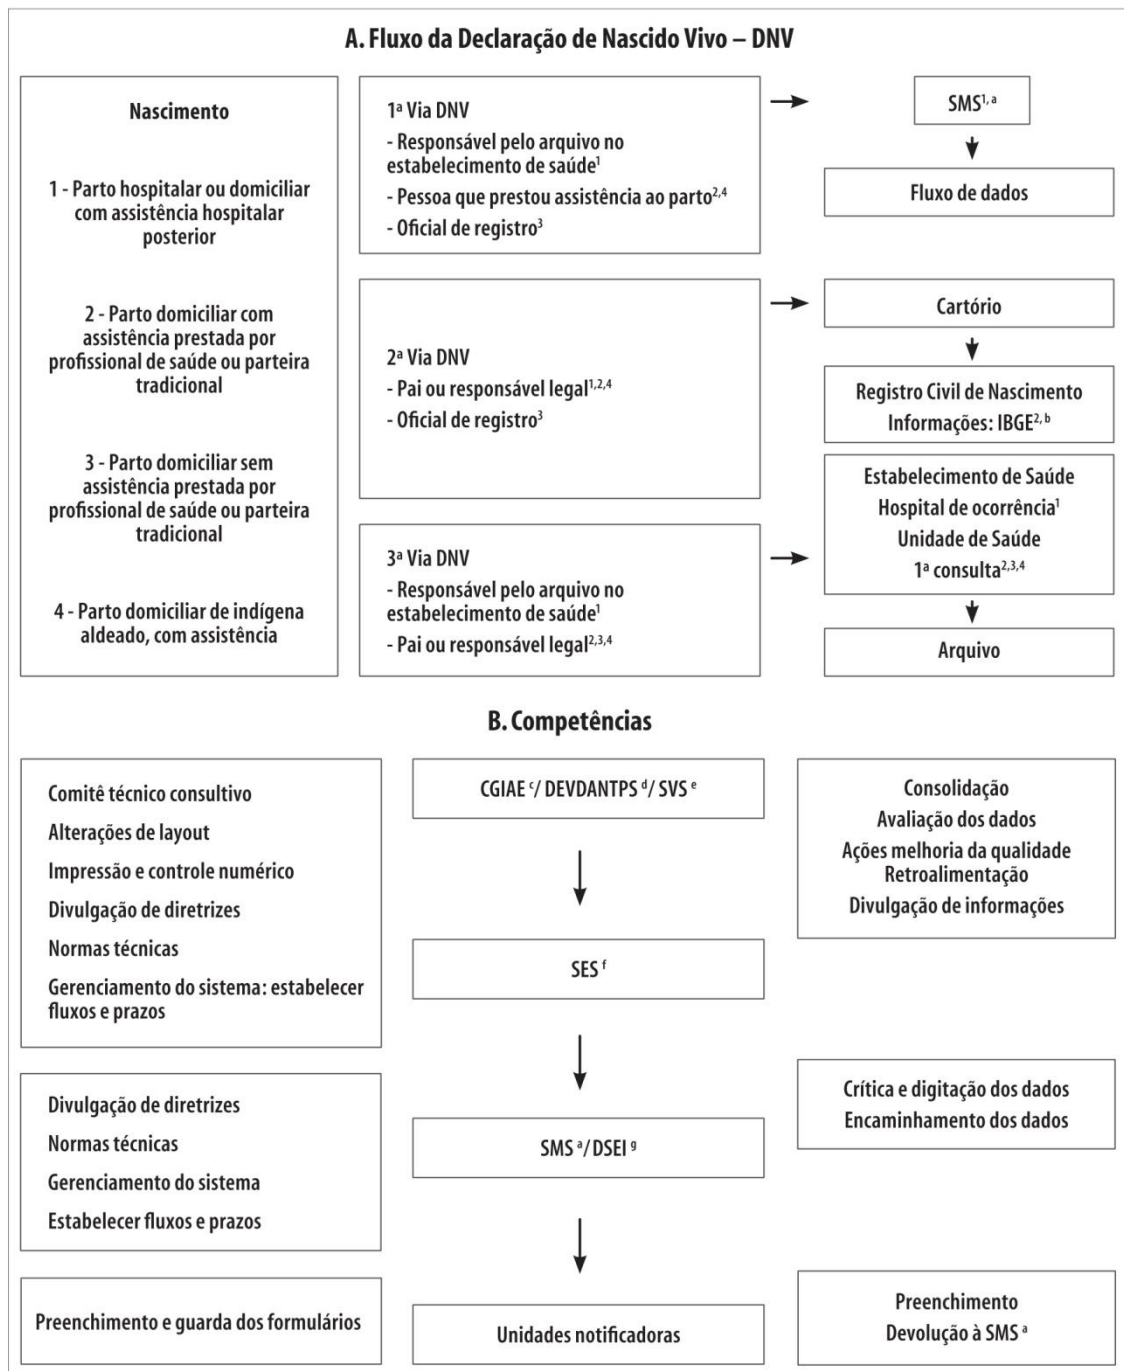 A. Fluxo da Declaração de Nascido Vivo – DNV
Nascimento
1 - Parto hospitalar ou domiciliar
com assistência hospitalar
posterior
2 - Parto domiciliar com
assistência prestada por
profissional de saúde ou parteira
tradicional
3 - Parto domiciliar sem
assistência prestada por
profissional de saúde ou parteira
tradicional
4 - Parto domiciliar de indígena
aldeado, com assistência
1ª Via DNV
- Responsável pelo arquivo no
estabelecimento de saúde¹
- Pessoa que prestou assistência ao parto²,⁴
- Oficial de registro³
SMS¹, ᵃ
Fluxo de dados
2ª Via DNV
- Pai ou responsável legal¹,²,⁴
- Oficial de registro³
Cartório
Registro Civil de Nascimento
Informações: IBGE², ᵇ
3ª Via DNV
- Responsável pelo arquivo no
estabelecimento de saúde¹
- Pai ou responsável legal²,³,⁴
Estabelecimento de Saúde
Hospital de ocorrência¹
Unidade de Saúde
1ª consulta²,³,⁴
Arquivo
B. Competências
Comitê técnico consultivo
Alterações de layout
Impressão e controle numérico
Divulgação de diretrizes
Normas técnicas
Gerenciamento do sistema: estabelecer
fluxos e prazos
CGIAE ᶜ/ DEVDANTPS ᵈ/ SVS ᵉ
Consolidação
Avaliação dos dados
Ações melhoria da qualidade
Retroalimentação
Divulgação de informações
SES ᶠ
Divulgação de diretrizes
Normas técnicas
Gerenciamento do sistema
Estabelecer fluxos e prazos
SMS ᵃ/ DSEI ᵍ
Crítica e digitação dos dados
Encaminhamento dos dados
Preenchimento e guarda dos formulários
Unidades notificadoras
Preenchimento
Devolução à SMS ᵃ